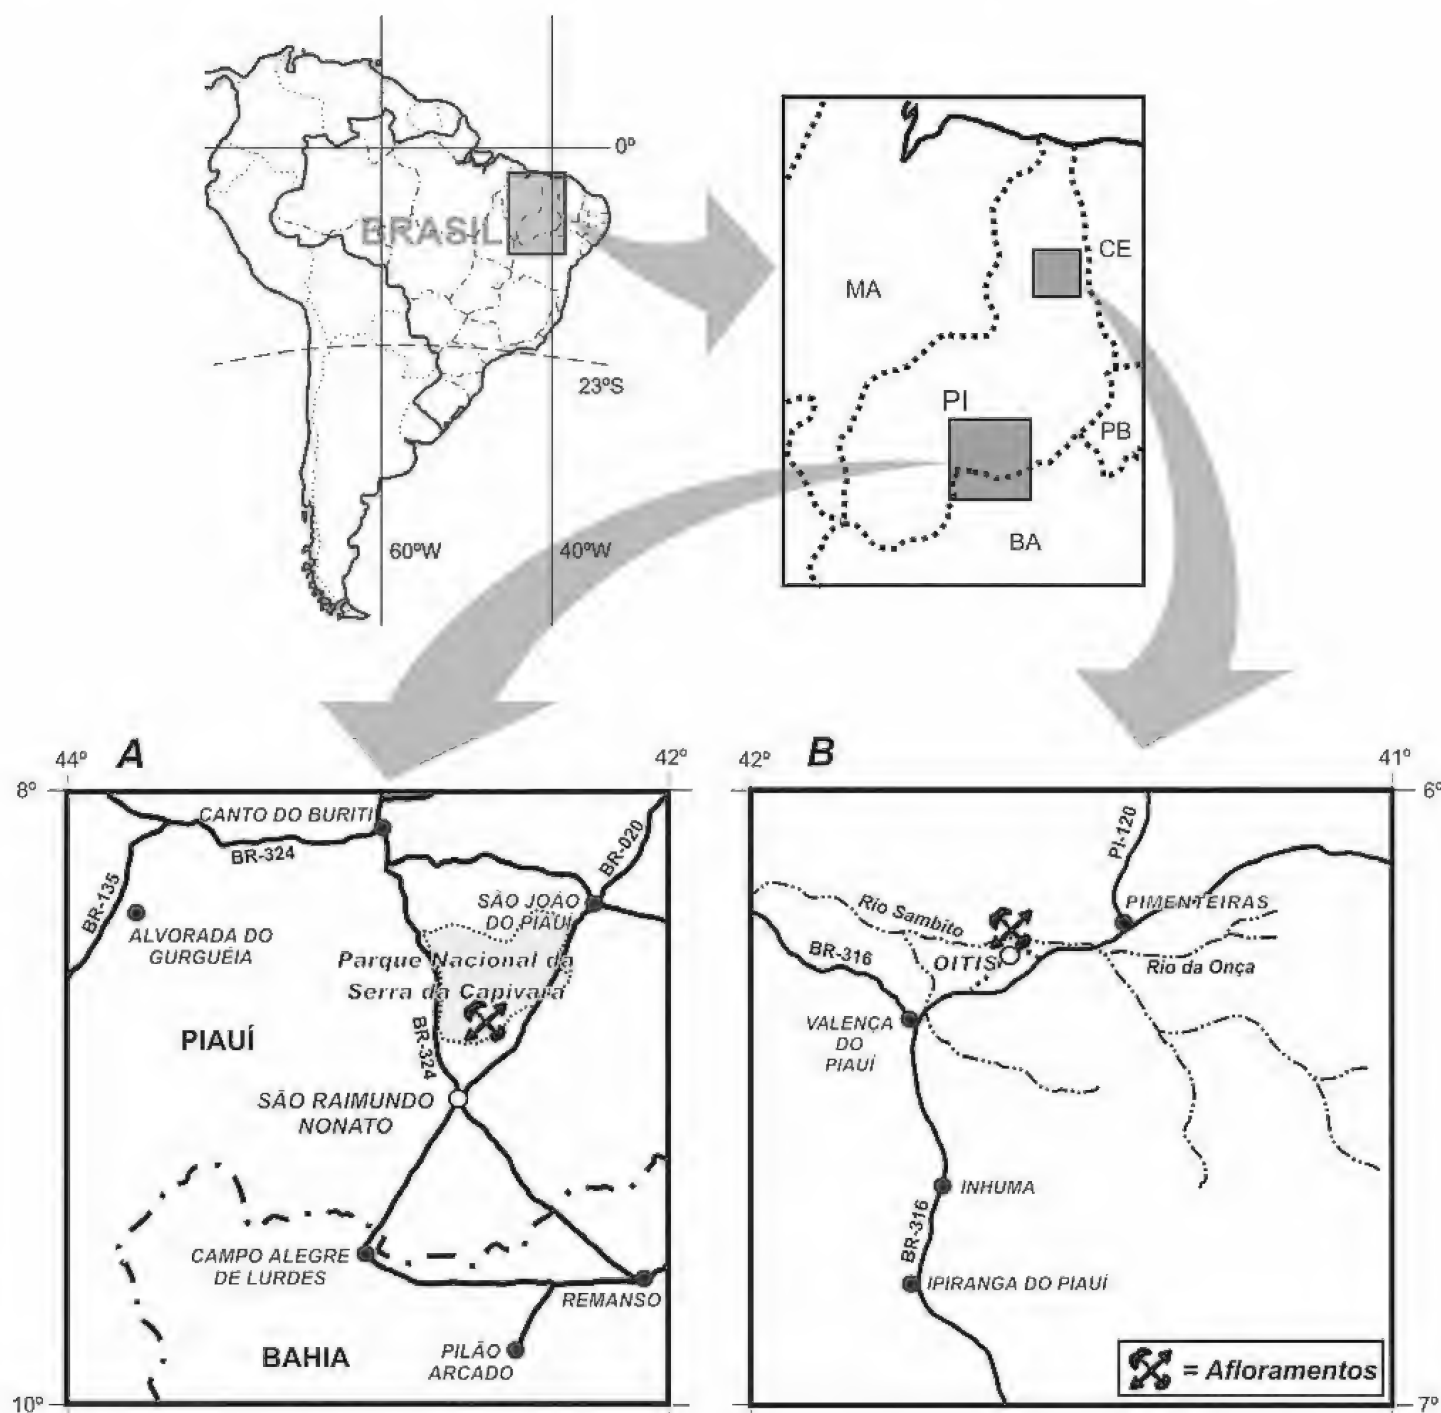 0º
BRASIL
23ºS
60ºW
40ºW
MA
CE
PI
PB
BA
A
44º
42º
8º
10º
CANTO DO BURITI
BR-324
BR-020
BR-135
SÃO JOÃO
DO PIAUÍ
ALVORADA DO
GURGUÉIA
Parque Nacional da
Serra da Capivara
PIAUÍ
BR-324
SÃO RAIMUNDO
NONATO
CAMPO ALEGRE
DE LURDES
REMANSO
BAHIA
PILÃO
ARCADO
B
42º
41º
6º
7º
PI-120
Rio Sambito
PIMENTEIRAS
BR-316
OITIS
Rio da Onça
VALENÇA
DO
PIAUÍ
INHUMA
BR-316
IPIRANGA DO PIAUÍ
= Afloramentos